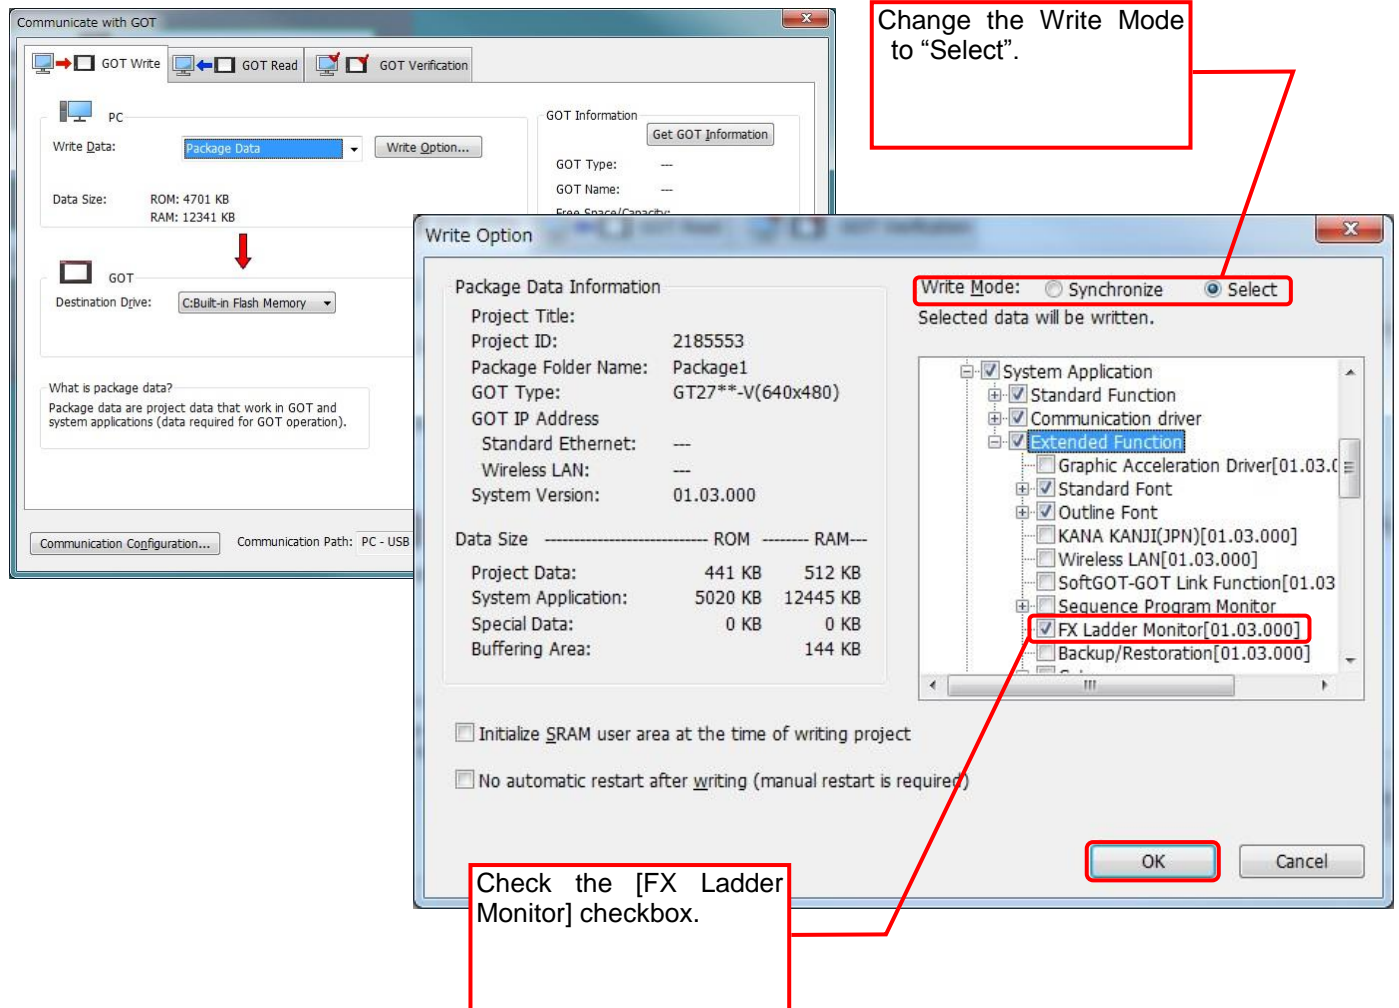 Communicate with GOT
GOT Write
GOT Read
GOT Verification
PC
Write Data:
Package Data
Write Option...
Data Size:
ROM: 4701 KB
RAM: 12341 KB
GOT Information
Get GOT Information
GOT Type: ---
GOT Name: ---
Free Space/Capacity:
GOT
Destination Drive:
C:Built-in Flash Memory
What is package data?
Package data are project data that work in GOT and
system applications (data required for GOT operation).
Communication Configuration...
Communication Path: PC - USB
Change the Write Mode
to “Select”.
Write Option
Package Data Information
Project Title:
Project ID: 2185553
Package Folder Name: Package1
GOT Type: GT27**-V(640x480)
GOT IP Address
Standard Ethernet: ---
Wireless LAN: ---
System Version: 01.03.000
Data Size ---------------------------- ROM -------- RAM---
Project Data: 441 KB 512 KB
System Application: 5020 KB 12445 KB
Special Data: 0 KB 0 KB
Buffering Area: 144 KB
Write Mode: Synchronize Select
Selected data will be written.
System Application
Standard Function
Communication driver
Extended Function
Graphic Acceleration Driver[01.03.0
Standard Font
Outline Font
KANA KANJI(JPN)[01.03.000]
Wireless LAN[01.03.000]
SoftGOT-GOT Link Function[01.03
Sequence Program Monitor
FX Ladder Monitor[01.03.000]
Backup/Restoration[01.03.000]
Initialize SRAM user area at the time of writing project
No automatic restart after writing (manual restart is required)
OK
Cancel
Check the [FX Ladder
Monitor] checkbox.